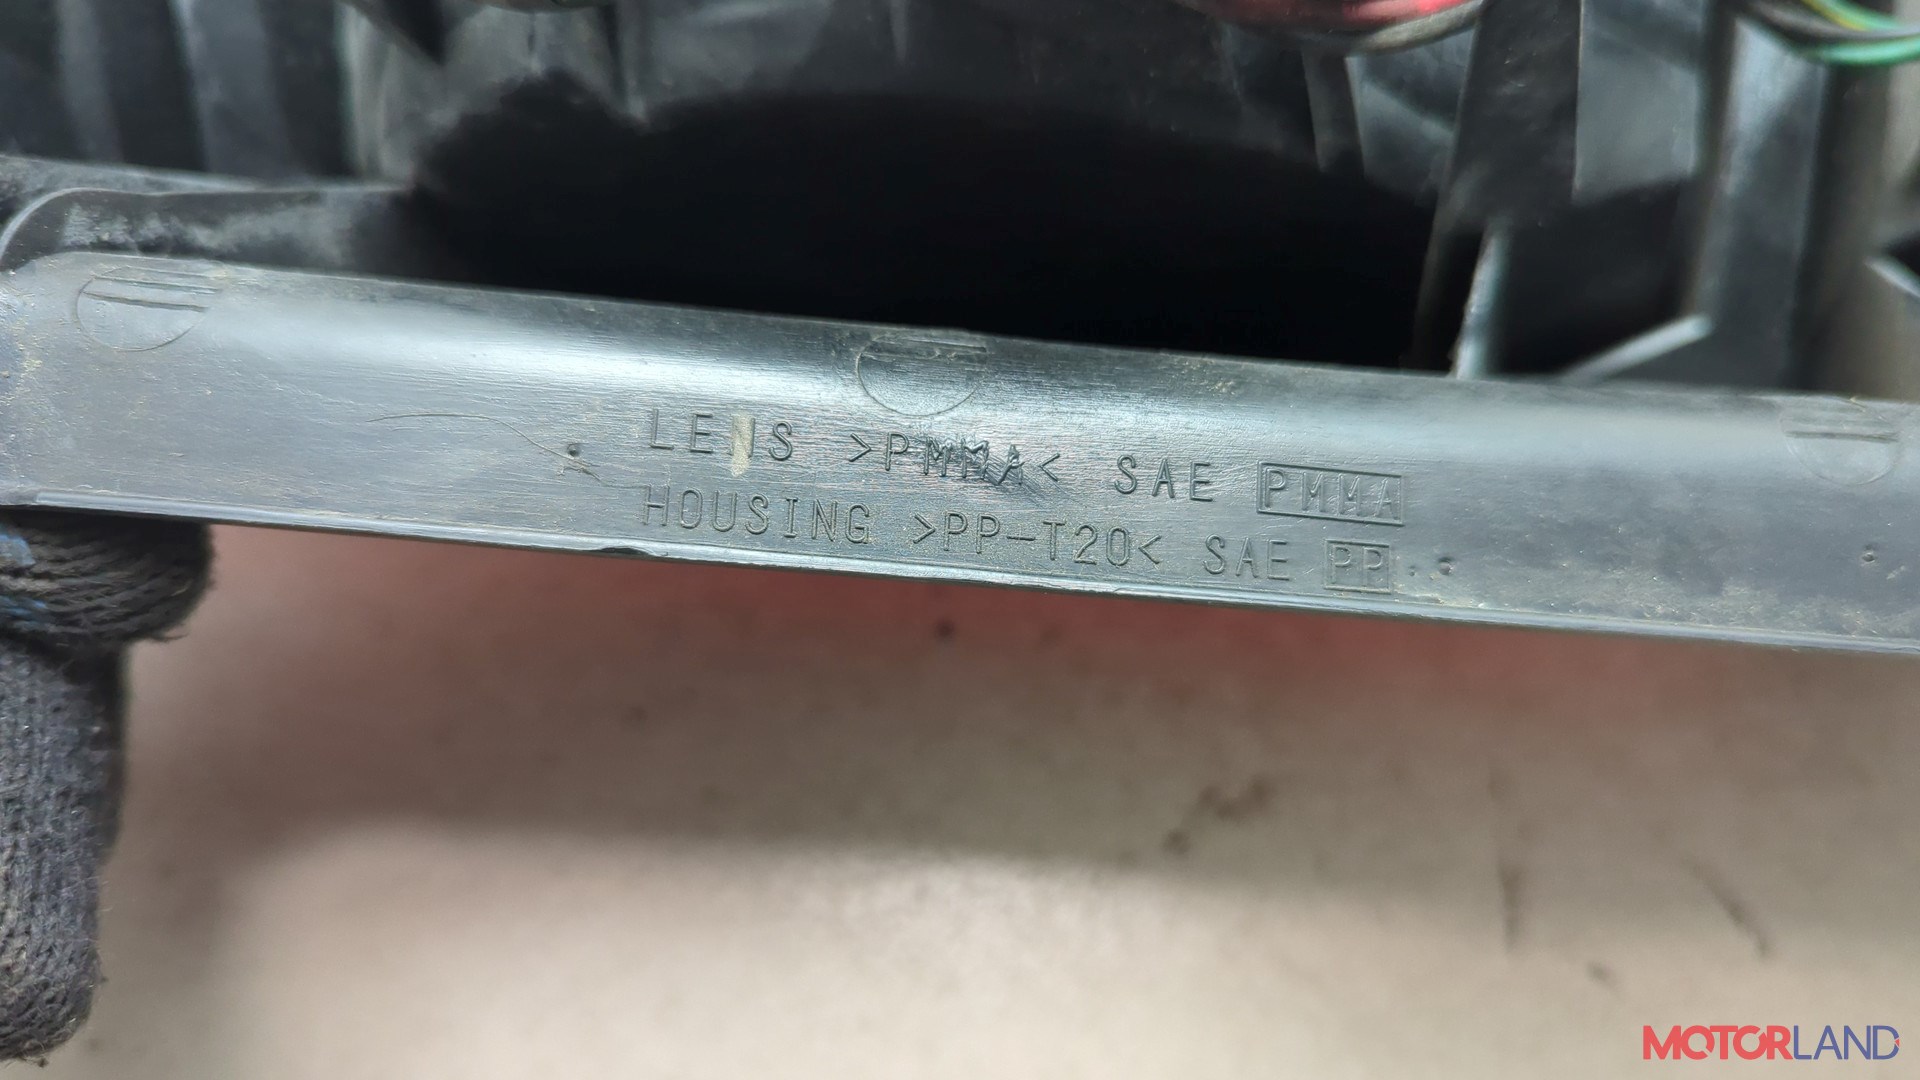 LENS >PMMA< SAE PMMA
HOUSING >PP-T20< SAE PP
MOTORLAND